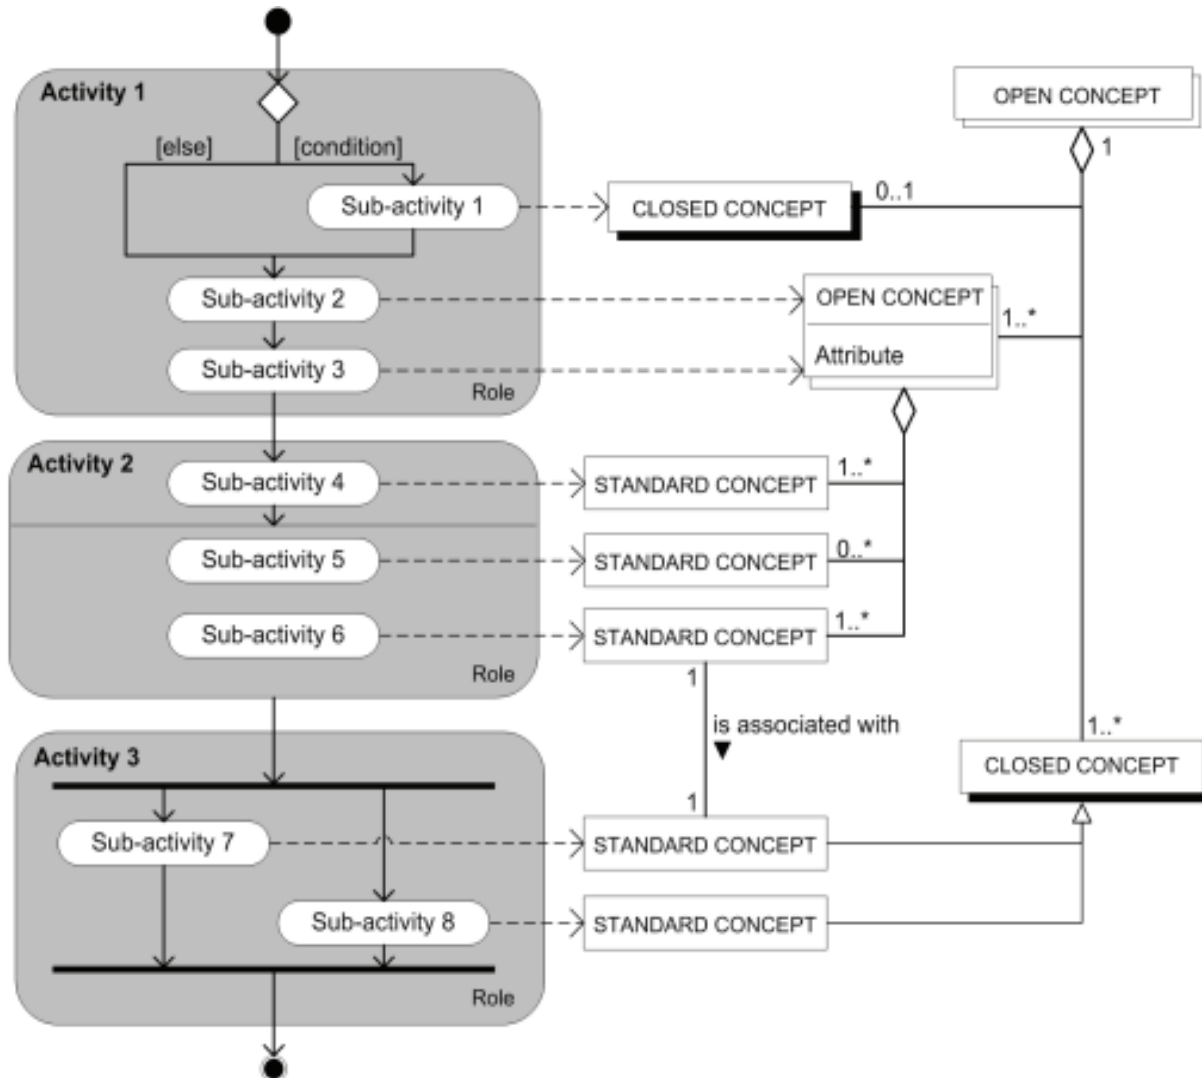 Activity 1
OPEN CONCEPT
1
[else]
[condition]
Sub-activity 1
CLOSED CONCEPT
0..1
Sub-activity 2
OPEN CONCEPT
1..*
Sub-activity 3
Attribute
Role
Activity 2
Sub-activity 4
STANDARD CONCEPT
1..*
Sub-activity 5
STANDARD CONCEPT
0..*
Sub-activity 6
STANDARD CONCEPT
1..*
Role
1
is associated with
1..*
Activity 3
CLOSED CONCEPT
1
Sub-activity 7
STANDARD CONCEPT
Sub-activity 8
STANDARD CONCEPT
Role